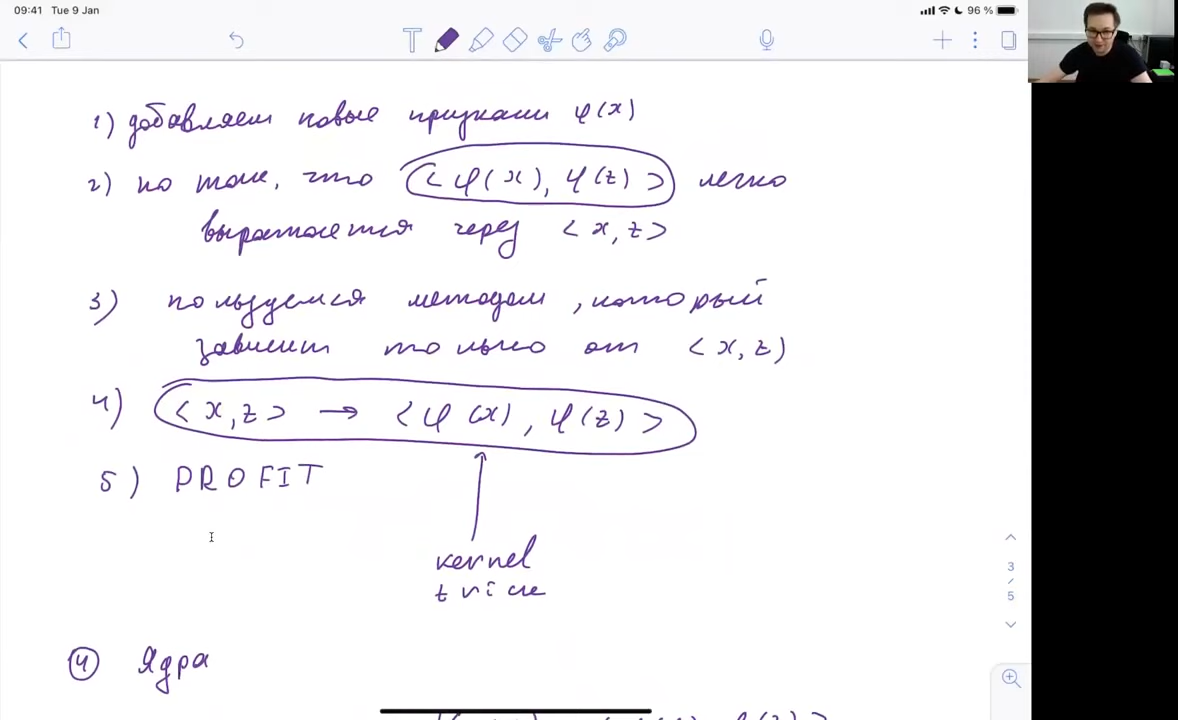 09:41 Tue 9 Jan
96 %
1) добавляем новые признаки φ(x)
2) но так, что <φ(x), φ(z)> легко
выражается через <x, z>
3) пользуемся методом, который
зависит только от <x, z>
4) <x, z> → <φ(x), φ(z)>
5) PROFIT
kernel
trick
3
/
5
④ Ядра